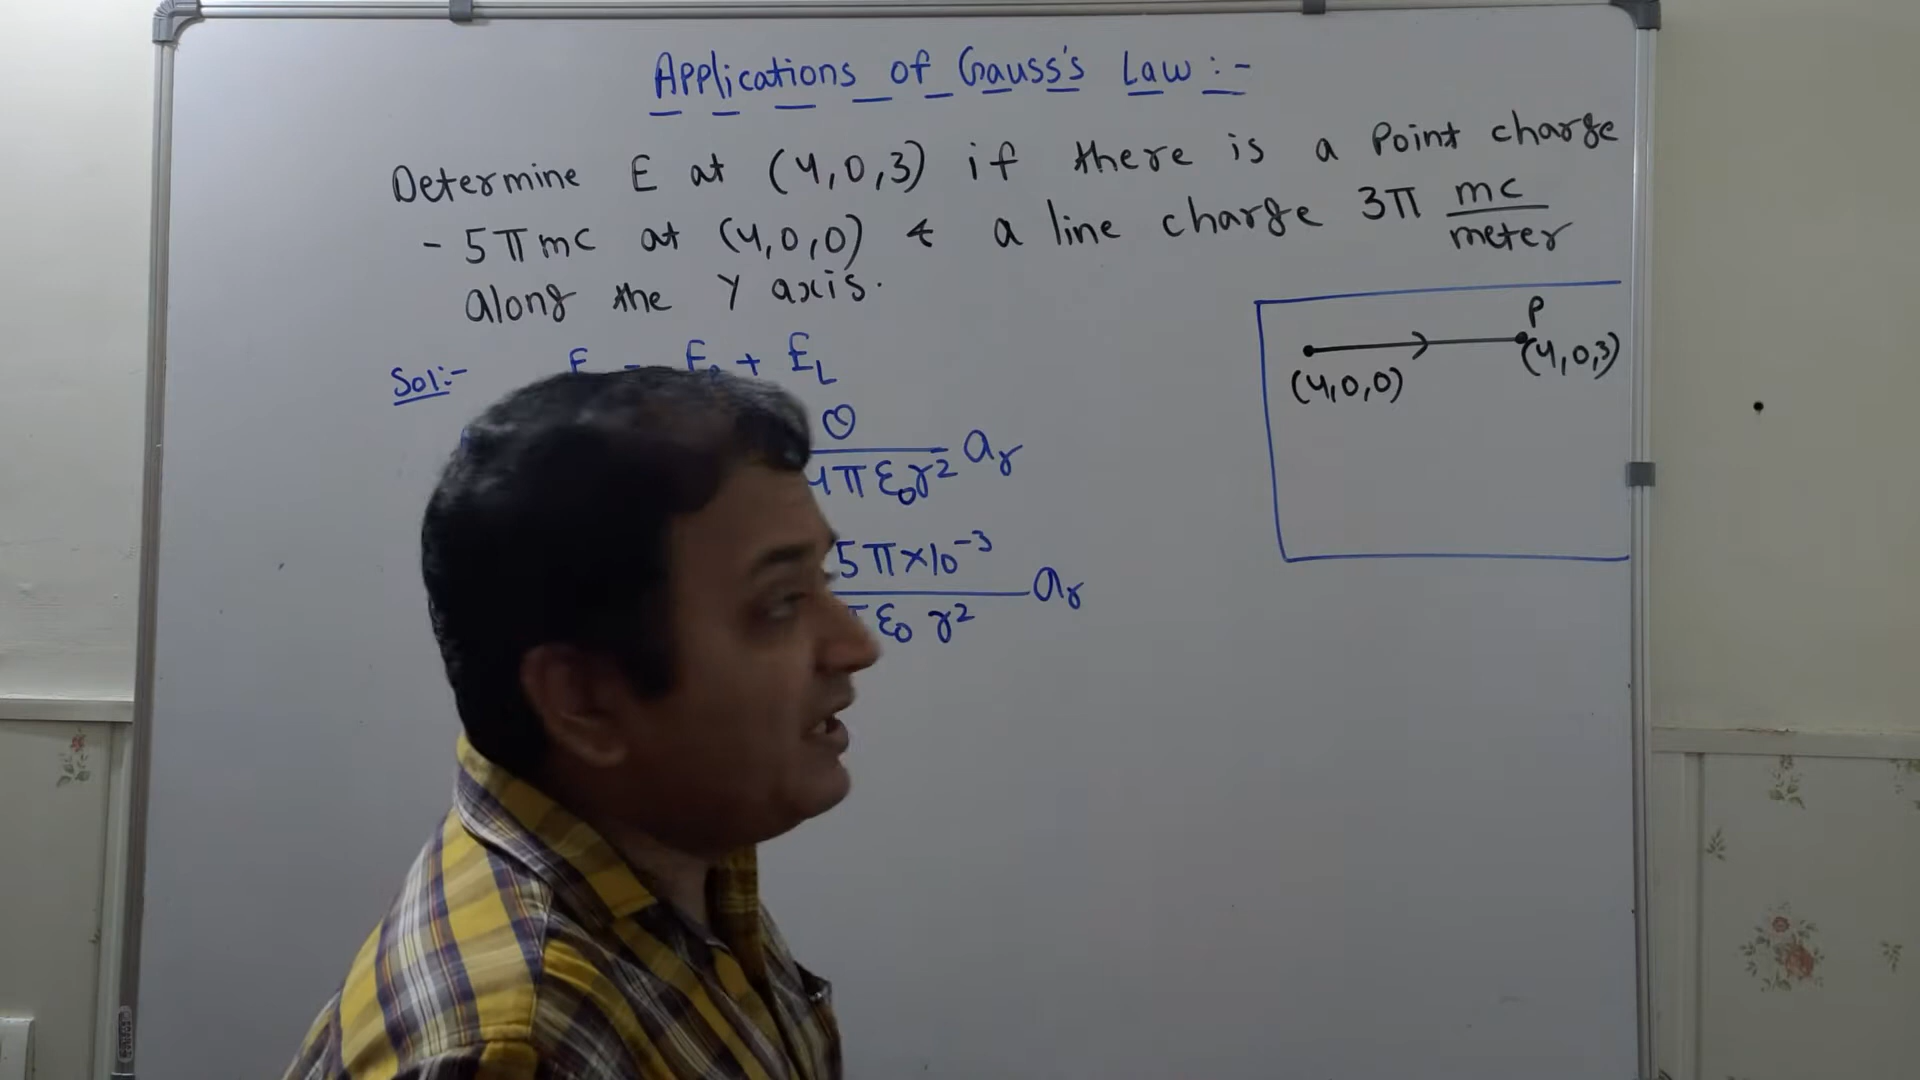 Applications of Gauss's Law :-
Determine E at (4,0,3) if there is a Point charge
- 5π mc at (4,0,0) & a line charge 3π mc/meter
along the Y axis.
Sol:- E = E + E_L
Q/4πε₀r² a_r
5π×10⁻³/ε₀ r² a_r
P
(4,0,0) (4,0,3)